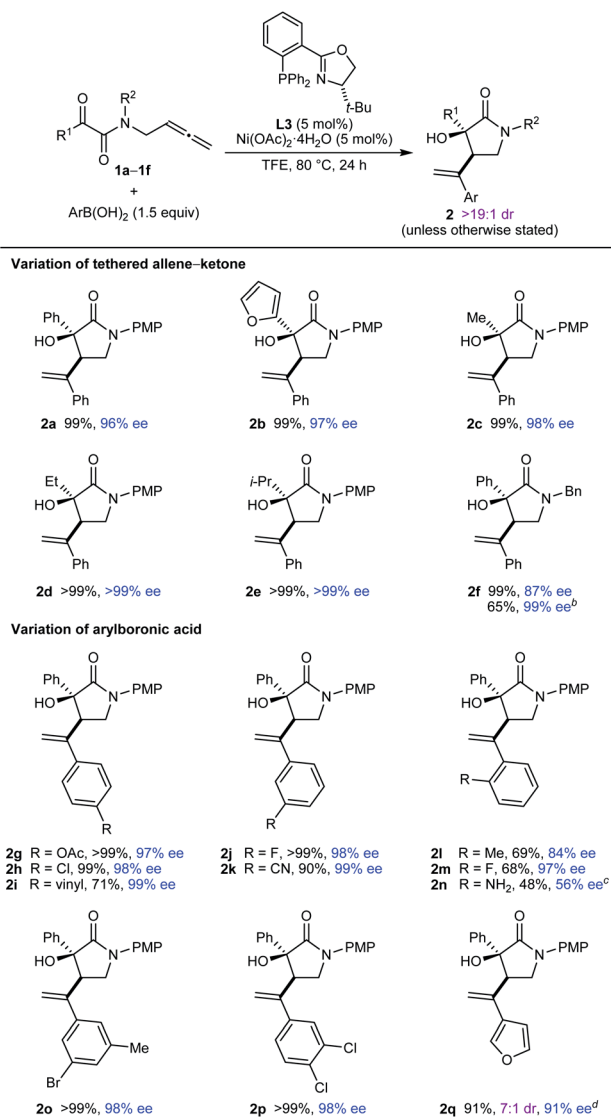 O
PPh2
N
t-Bu
L3 (5 mol%)
Ni(OAc)2·4H2O (5 mol%)
TFE, 80 °C, 24 h
O
R1
R2
N
O
1a–1f
+
ArB(OH)2 (1.5 equiv)
R1
O
HO
N
R2
Ar
2 >19:1 dr
(unless otherwise stated)
Variation of tethered allene–ketone
Ph
O
HO
N
PMP
Ph
2a 99%, 96% ee
O
O
HO
N
PMP
Ph
2b 99%, 97% ee
Me
O
HO
N
PMP
Ph
2c 99%, 98% ee
Et
O
HO
N
PMP
Ph
2d >99%, >99% ee
i-Pr
O
HO
N
PMP
Ph
2e >99%, >99% ee
Ph
O
HO
N
Bn
Ph
2f 99%, 87% ee
65%, 99% eeb
Variation of arylboronic acid
Ph
O
HO
N
PMP
R
2g R = OAc, >99%, 97% ee
2h R = Cl, 99%, 98% ee
2i R = vinyl, 71%, 99% ee
Ph
O
HO
N
PMP
R
2j R = F, >99%, 98% ee
2k R = CN, 90%, 99% ee
Ph
O
HO
N
PMP
R
2l R = Me, 69%, 84% ee
2m R = F, 68%, 97% ee
2n R = NH2, 48%, 56% eec
Ph
O
HO
N
PMP
Me
Br
2o >99%, 98% ee
Ph
O
HO
N
PMP
Cl
Cl
2p >99%, 98% ee
Ph
O
HO
N
PMP
O
2q 91%, 7:1 dr, 91% eed